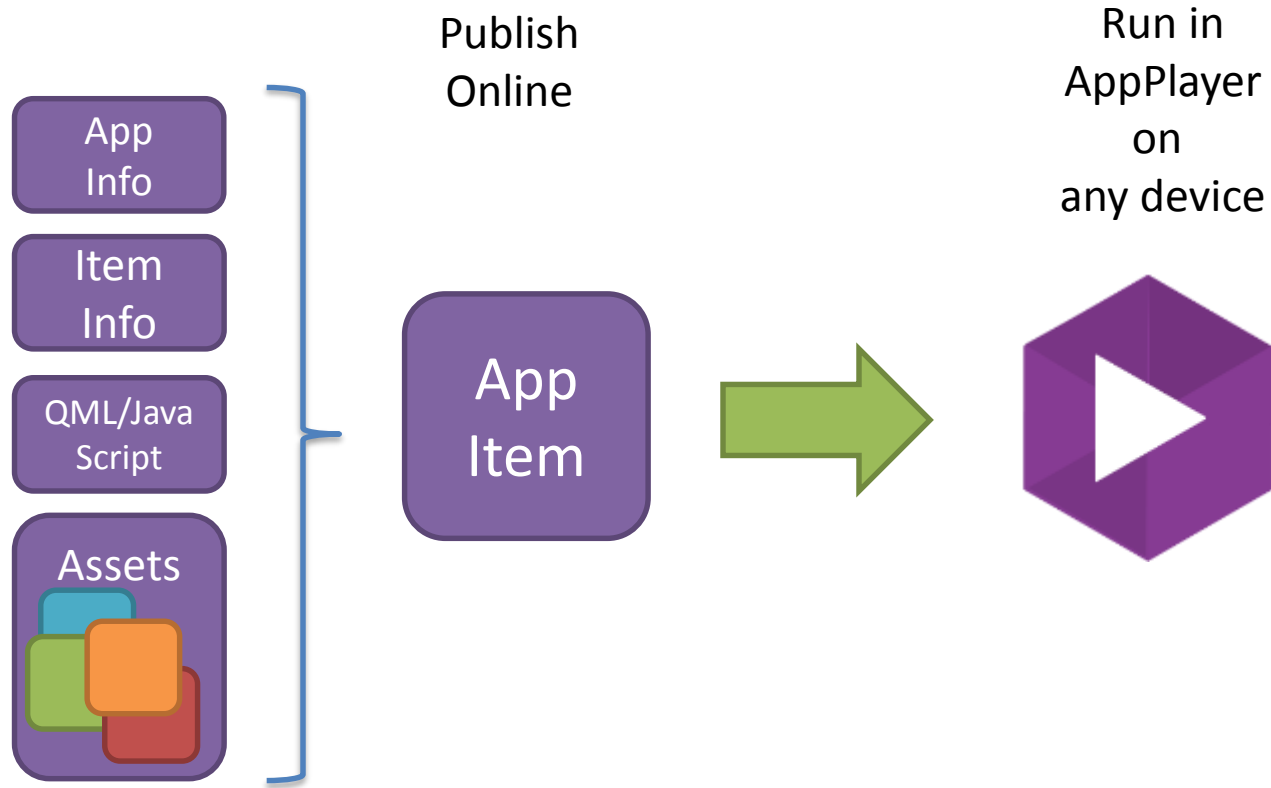 App
Info
Item
Info
QML/Java
Script
Assets
Publish
Online
App
Item
Run in
AppPlayer
on
any device